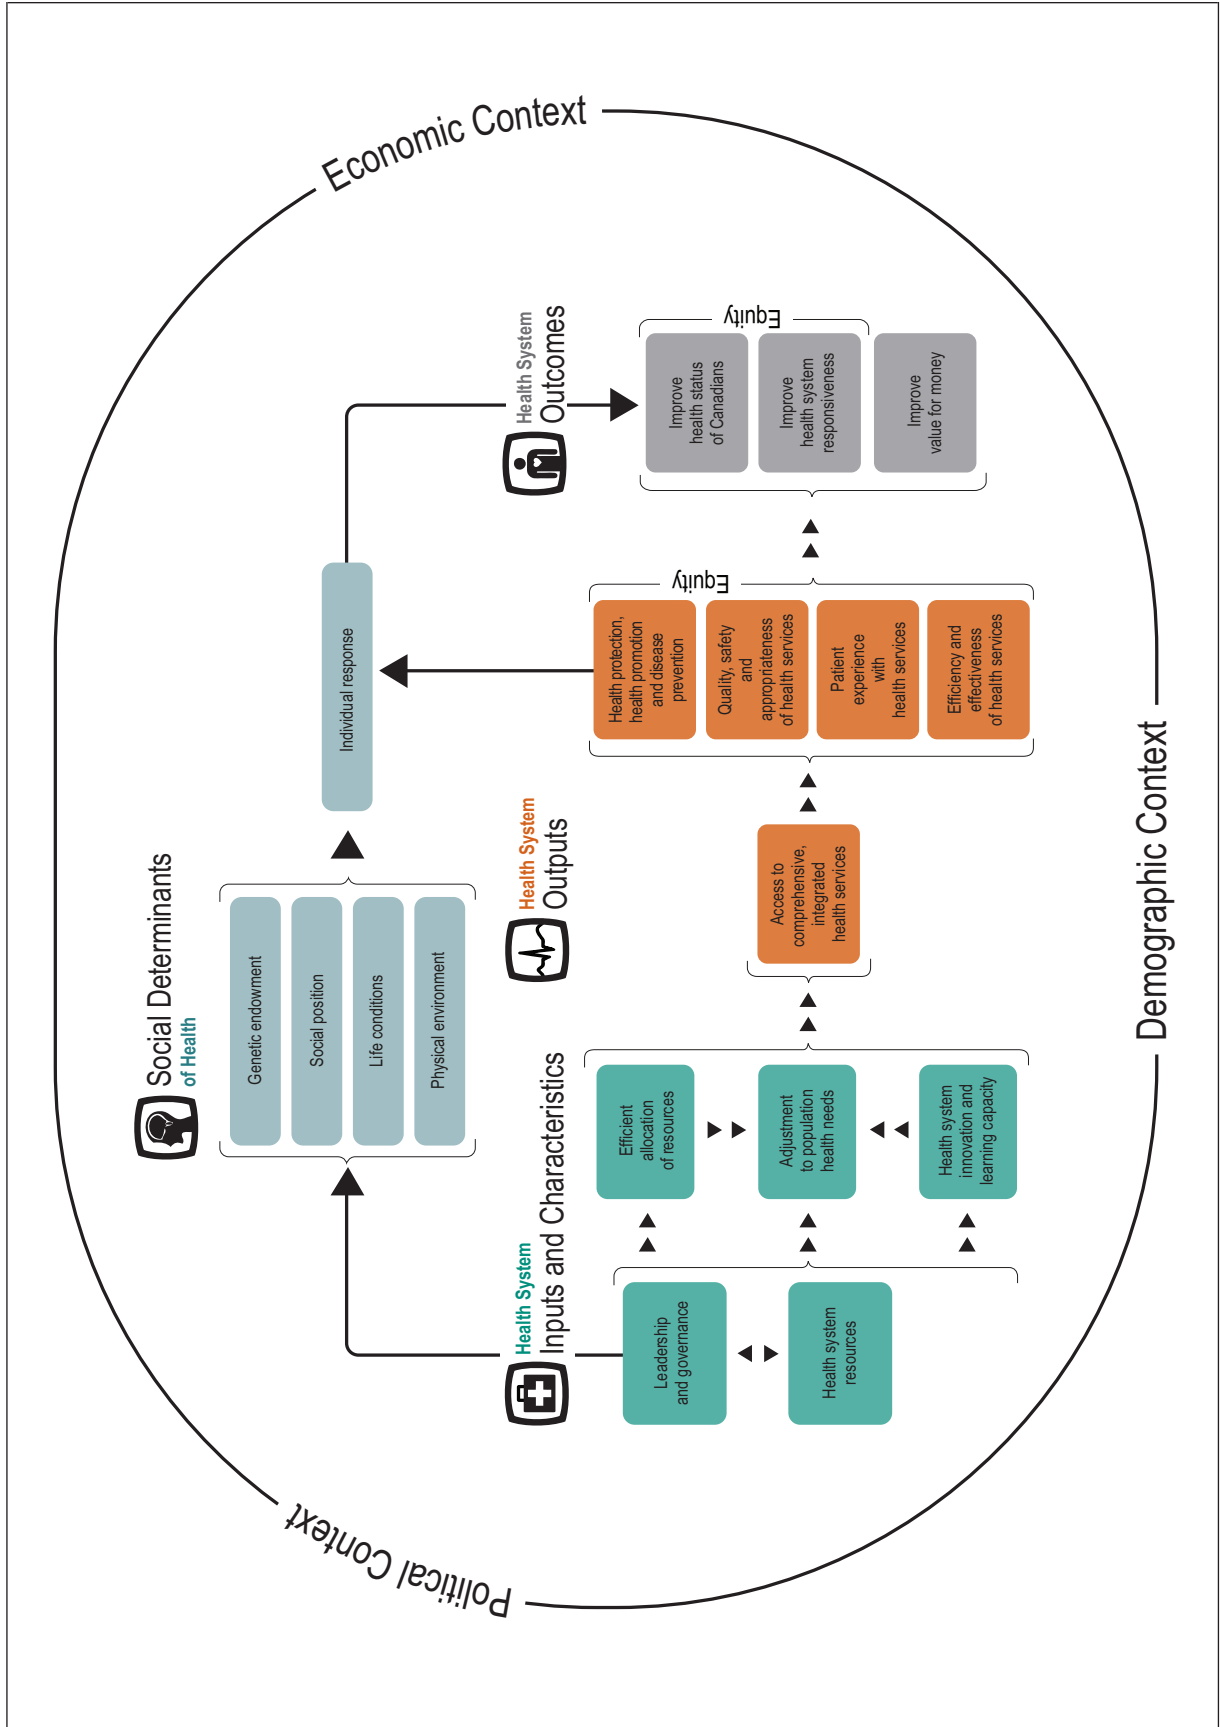 Political Context
Economic Context
Social Determinants
of Health
Genetic endowment
Social position
Life conditions
Physical environment
Individual response
Health System
Inputs and Characteristics
Leadership
and governance
Health system
resources
Efficient
allocation
of resources
Adjustment
to population
health needs
Health system
innovation and
learning capacity
Health System
Outputs
Access to
comprehensive,
integrated
health services
Health protection,
health promotion
and disease
prevention
Quality, safety
and
appropriateness
of health services
Patient
experience
with
health services
Efficiency and
effectiveness
of health services
Equity
Health System
Outcomes
Improve
health status
of Canadians
Improve
health system
responsiveness
Improve
value for money
Equity
Demographic Context